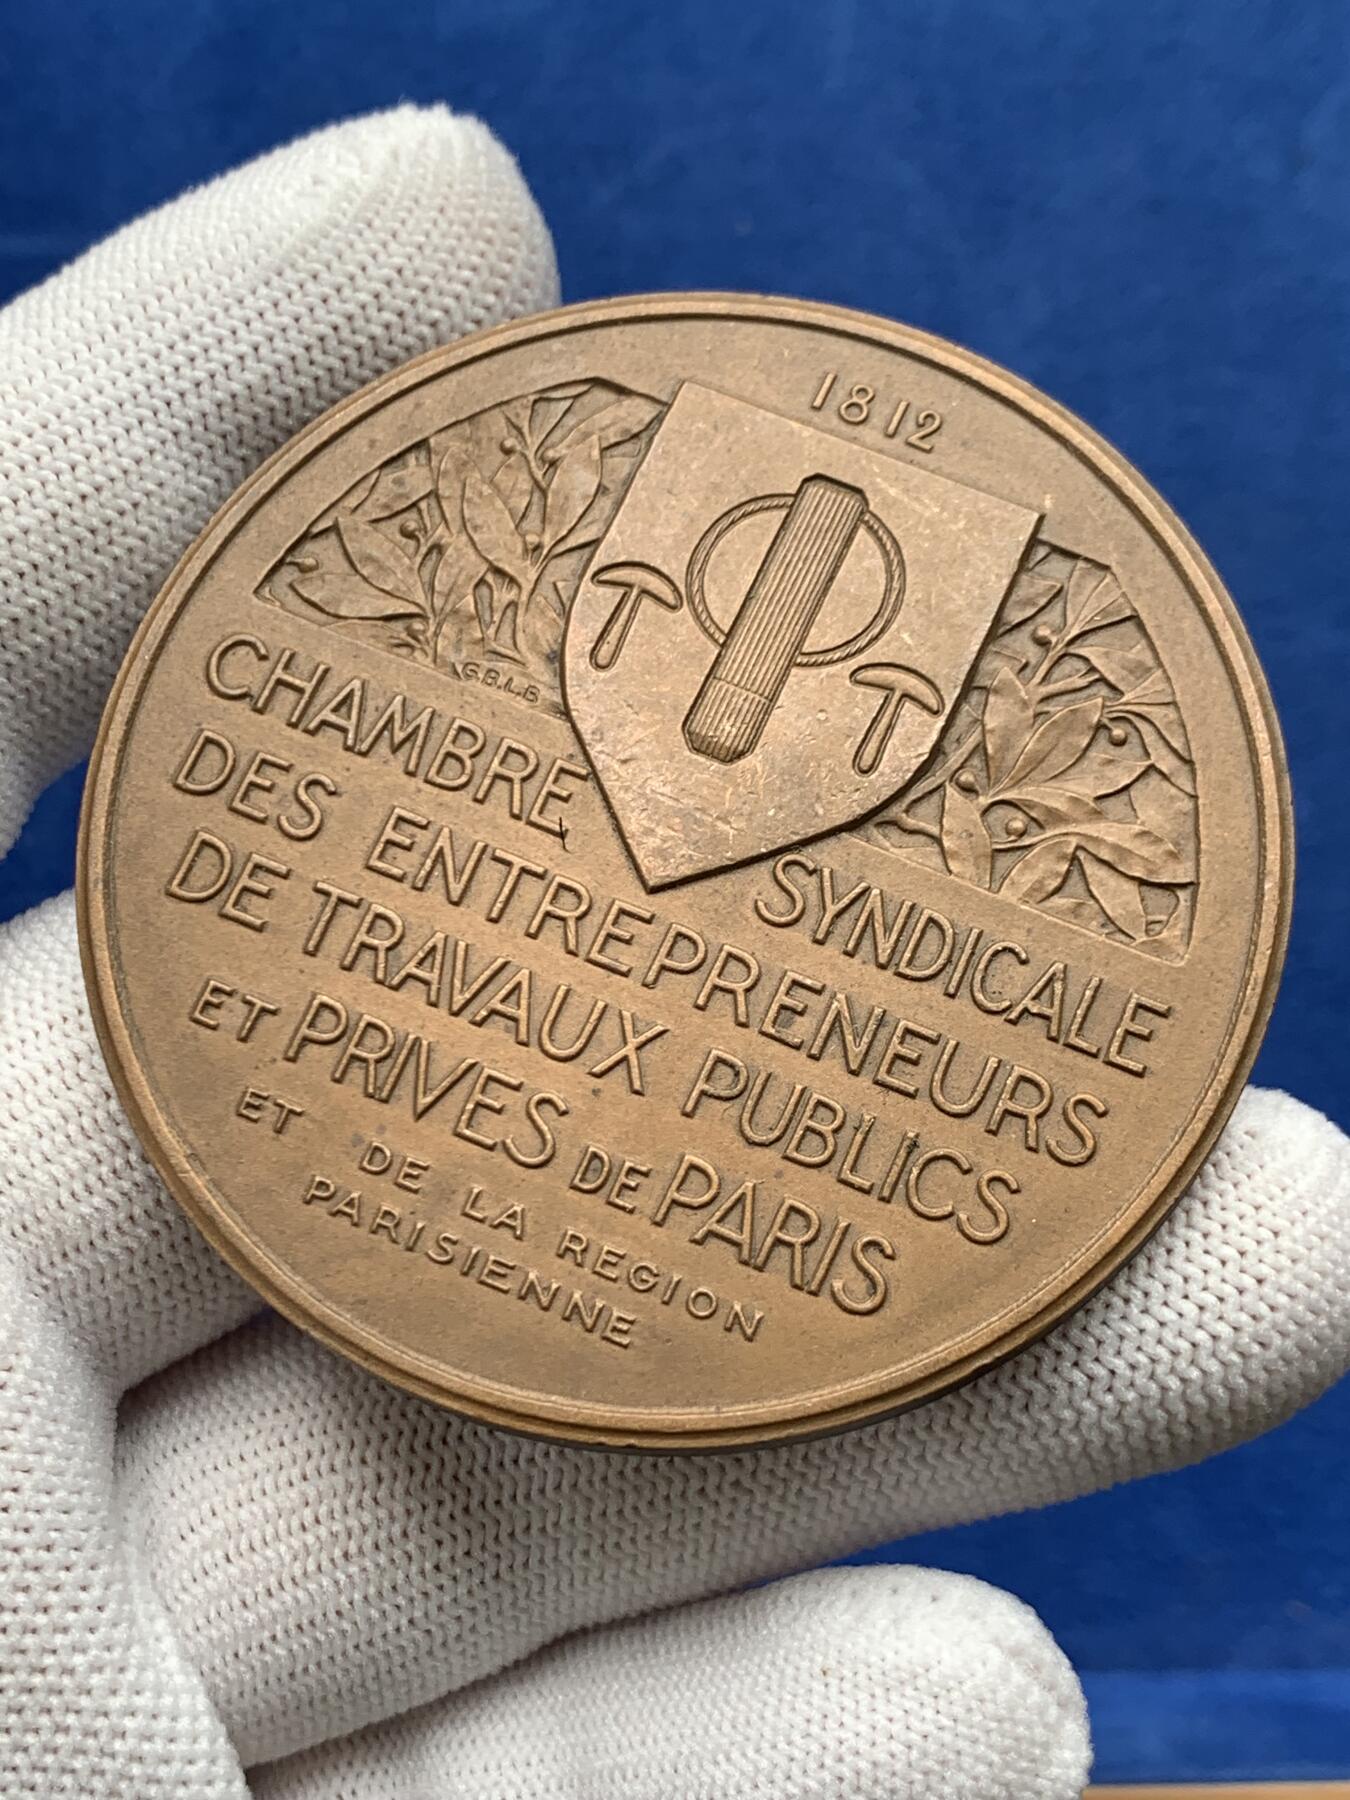 1812
G.B.L.B
CHAMBRE SYNDICALE
DES ENTREPRENEURS
DE TRAVAUX PUBLICS
ET PRIVES DE PARIS
ET DE LA REGION
PARISIENNE